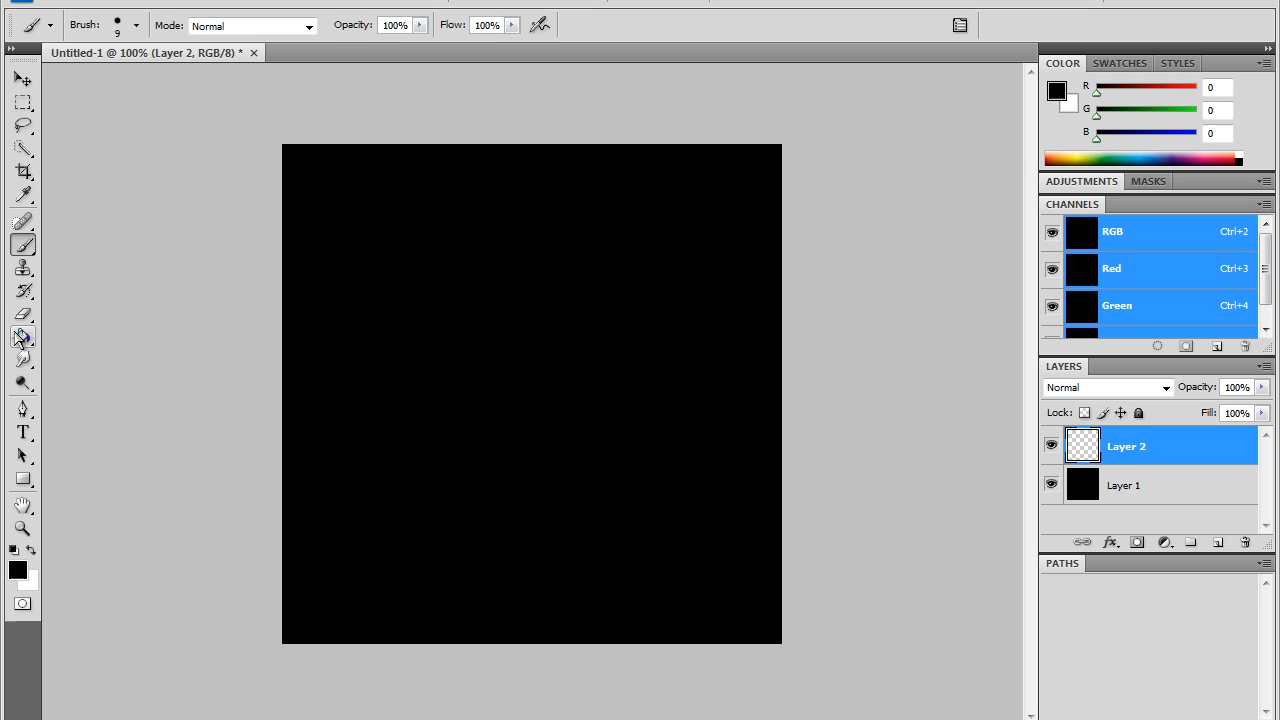 Brush: 9 Mode: Normal Opacity: 100% Flow: 100%
Untitled-1 @ 100% (Layer 2, RGB/8) *
COLOR SWATCHES STYLES
R 0
G 0
B 0
ADJUSTMENTS MASKS
CHANNELS
RGB Ctrl+2
Red Ctrl+3
Green Ctrl+4
LAYERS
Normal Opacity: 100%
Lock: Fill: 100%
Layer 2
Layer 1
fx
PATHS